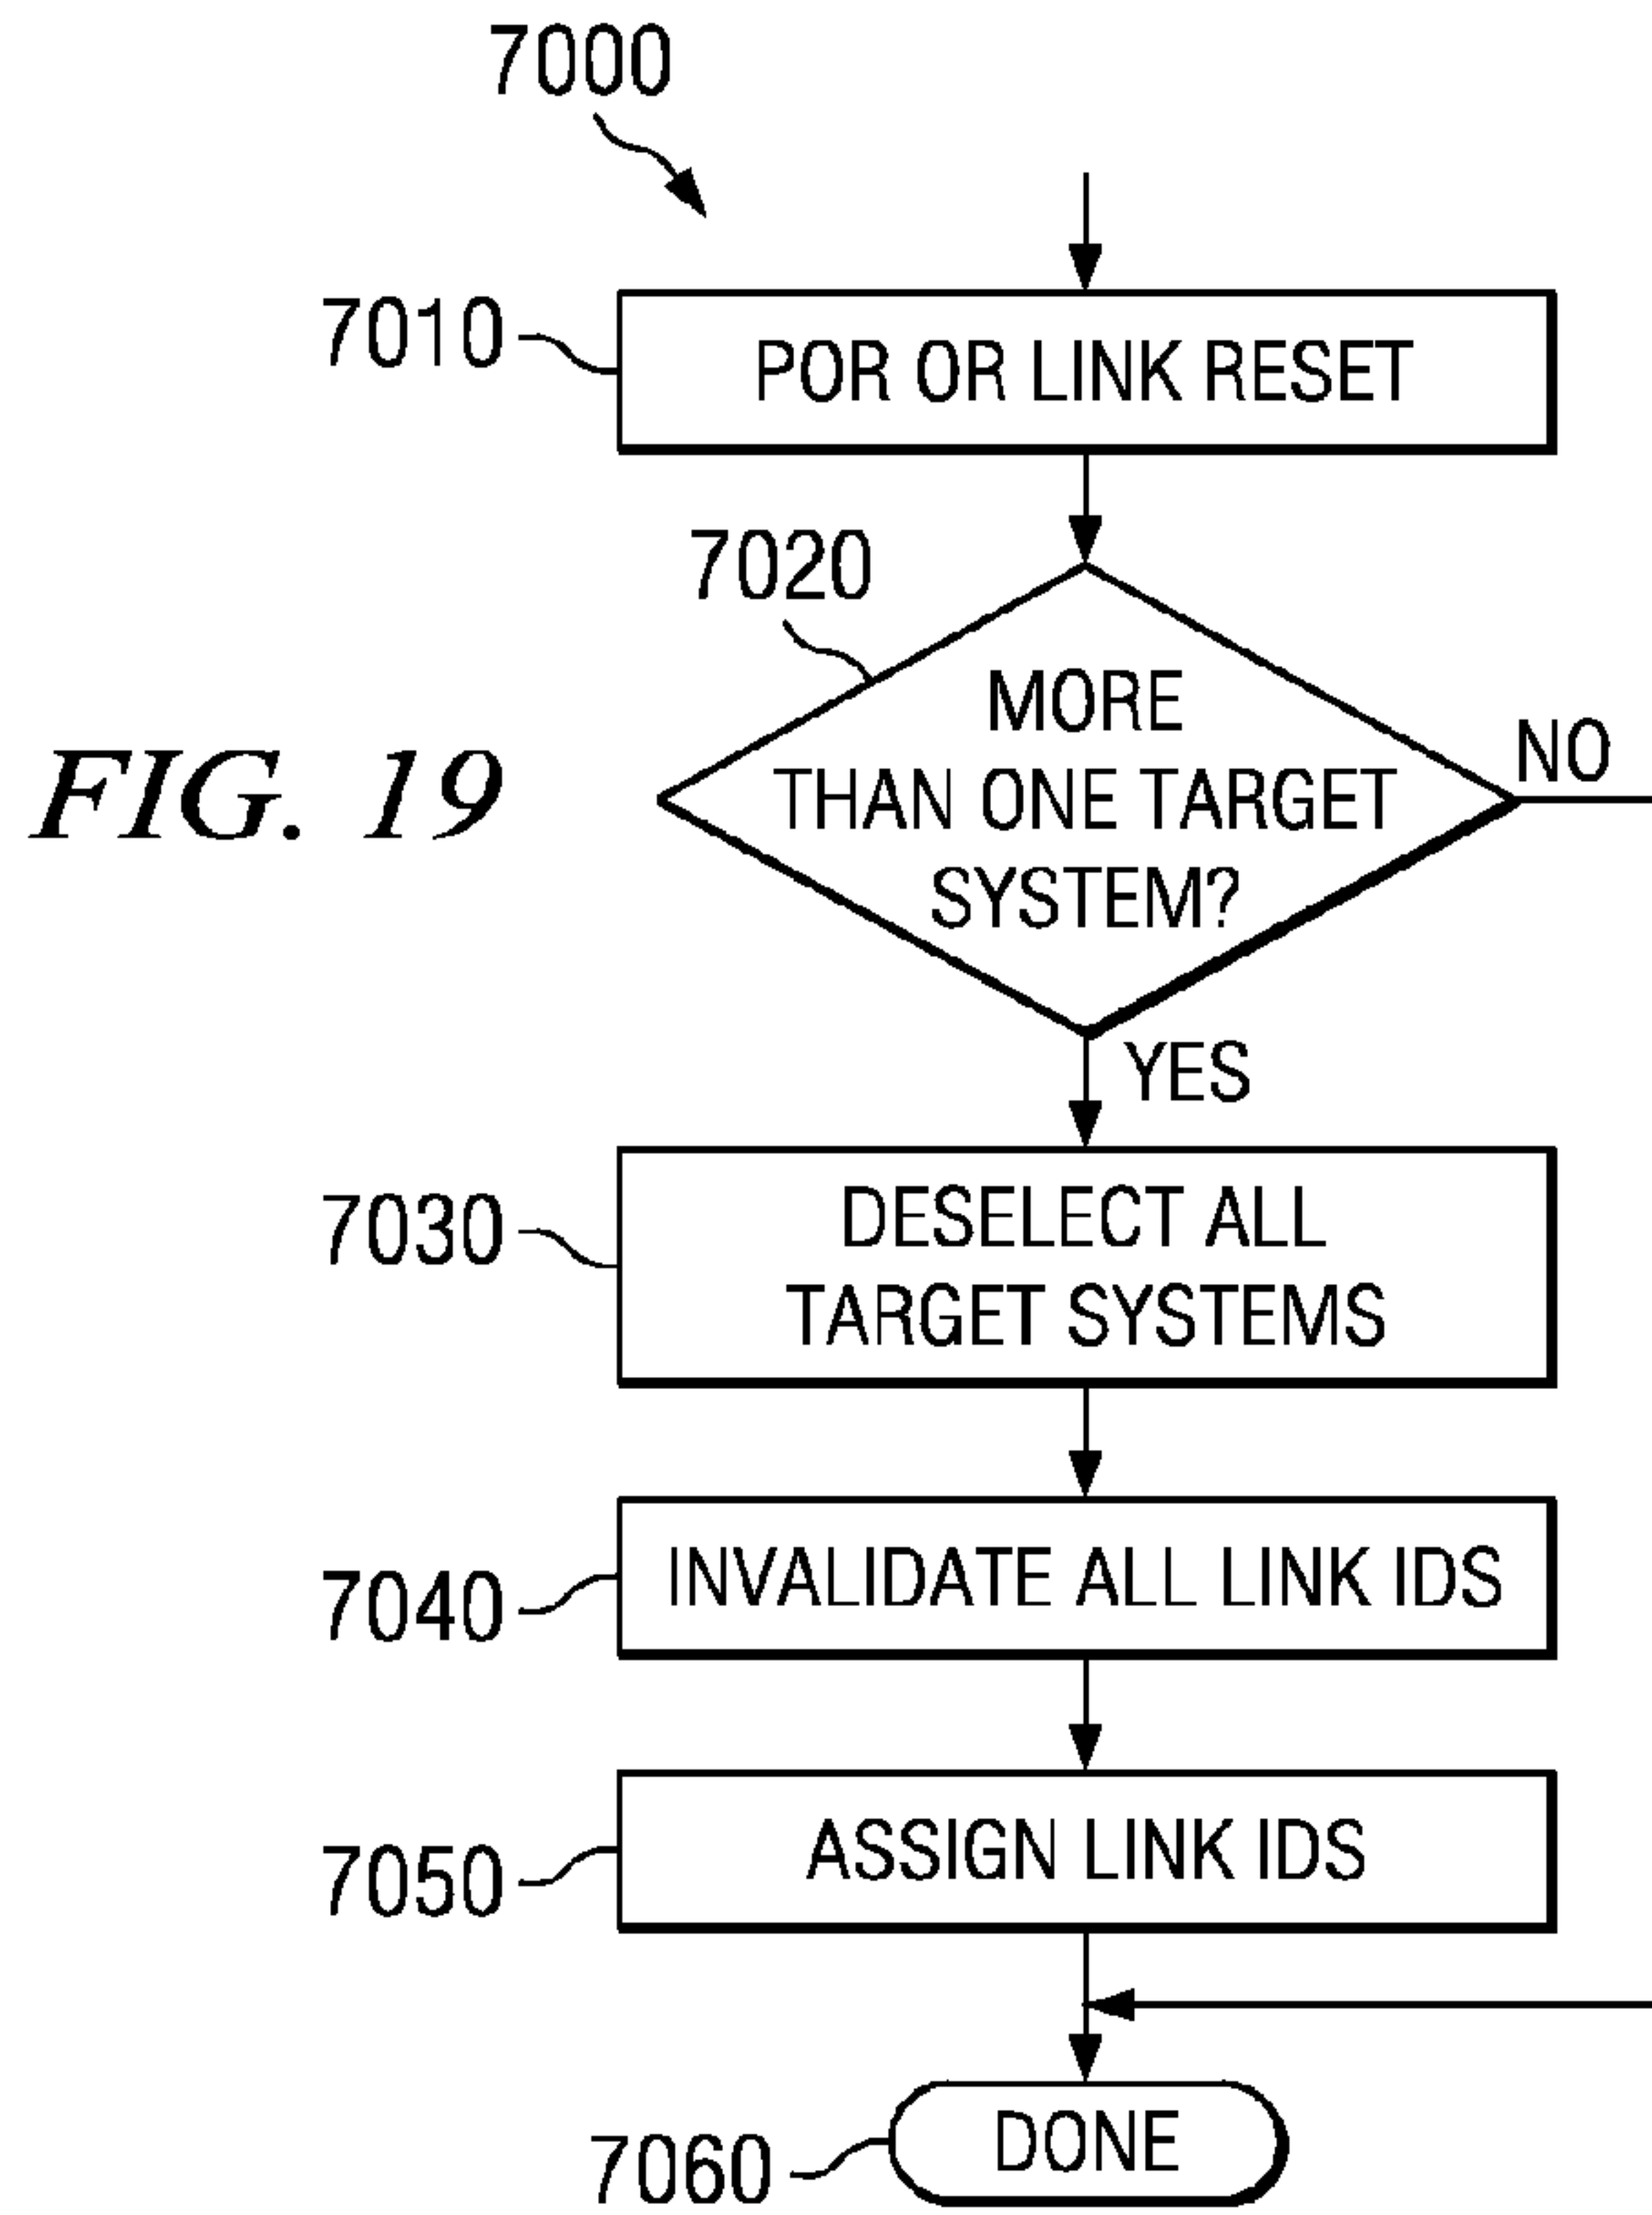 7000
7010
POR OR LINK RESET
7020
MORE
THAN ONE TARGET
SYSTEM?
NO
FIG. 19
YES
7030
DESELECT ALL
TARGET SYSTEMS
7040
INVALIDATE ALL LINK IDS
7050
ASSIGN LINK IDS
7060
DONE